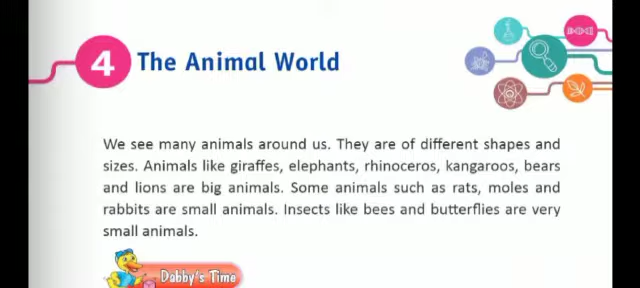 4 The Animal World
We see many animals around us. They are of different shapes and
sizes. Animals like giraffes, elephants, rhinoceros, kangaroos, bears
and lions are big animals. Some animals such as rats, moles and
rabbits are small animals. Insects like bees and butterflies are very
small animals.
Dabby's Time